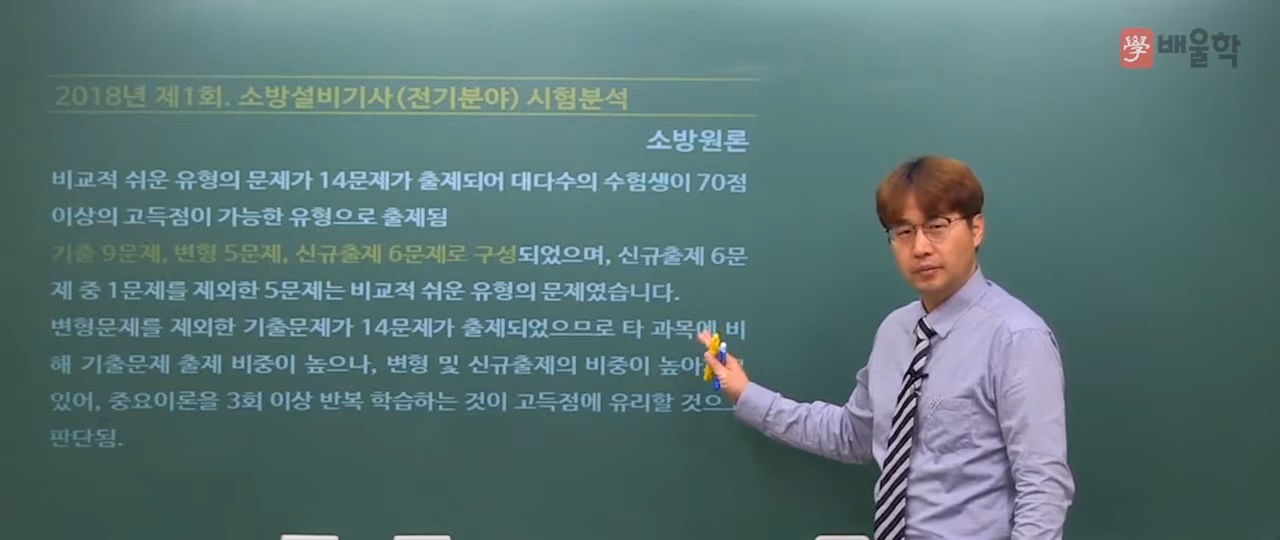 學 배울학
2018년 제1회. 소방설비기사(전기분야) 시험분석
소방원론
비교적 쉬운 유형의 문제가 14문제가 출제되어 대다수의 수험생이 70점
이상의 고득점이 가능한 유형으로 출제됨
기출 9문제, 변형 5문제, 신규출제 6문제로 구성되었으며, 신규출제 6문
제 중 1문제를 제외한 5문제는 비교적 쉬운 유형의 문제였습니다.
변형문제를 제외한 기출문제가 14문제가 출제되었으므로 타 과목에 비
해 기출문제 출제 비중이 높으나, 변형 및 신규출제의 비중이
있어, 중요이론을 3회 이상 반복 학습하는 것이 고득점에 유리할
판단됨.